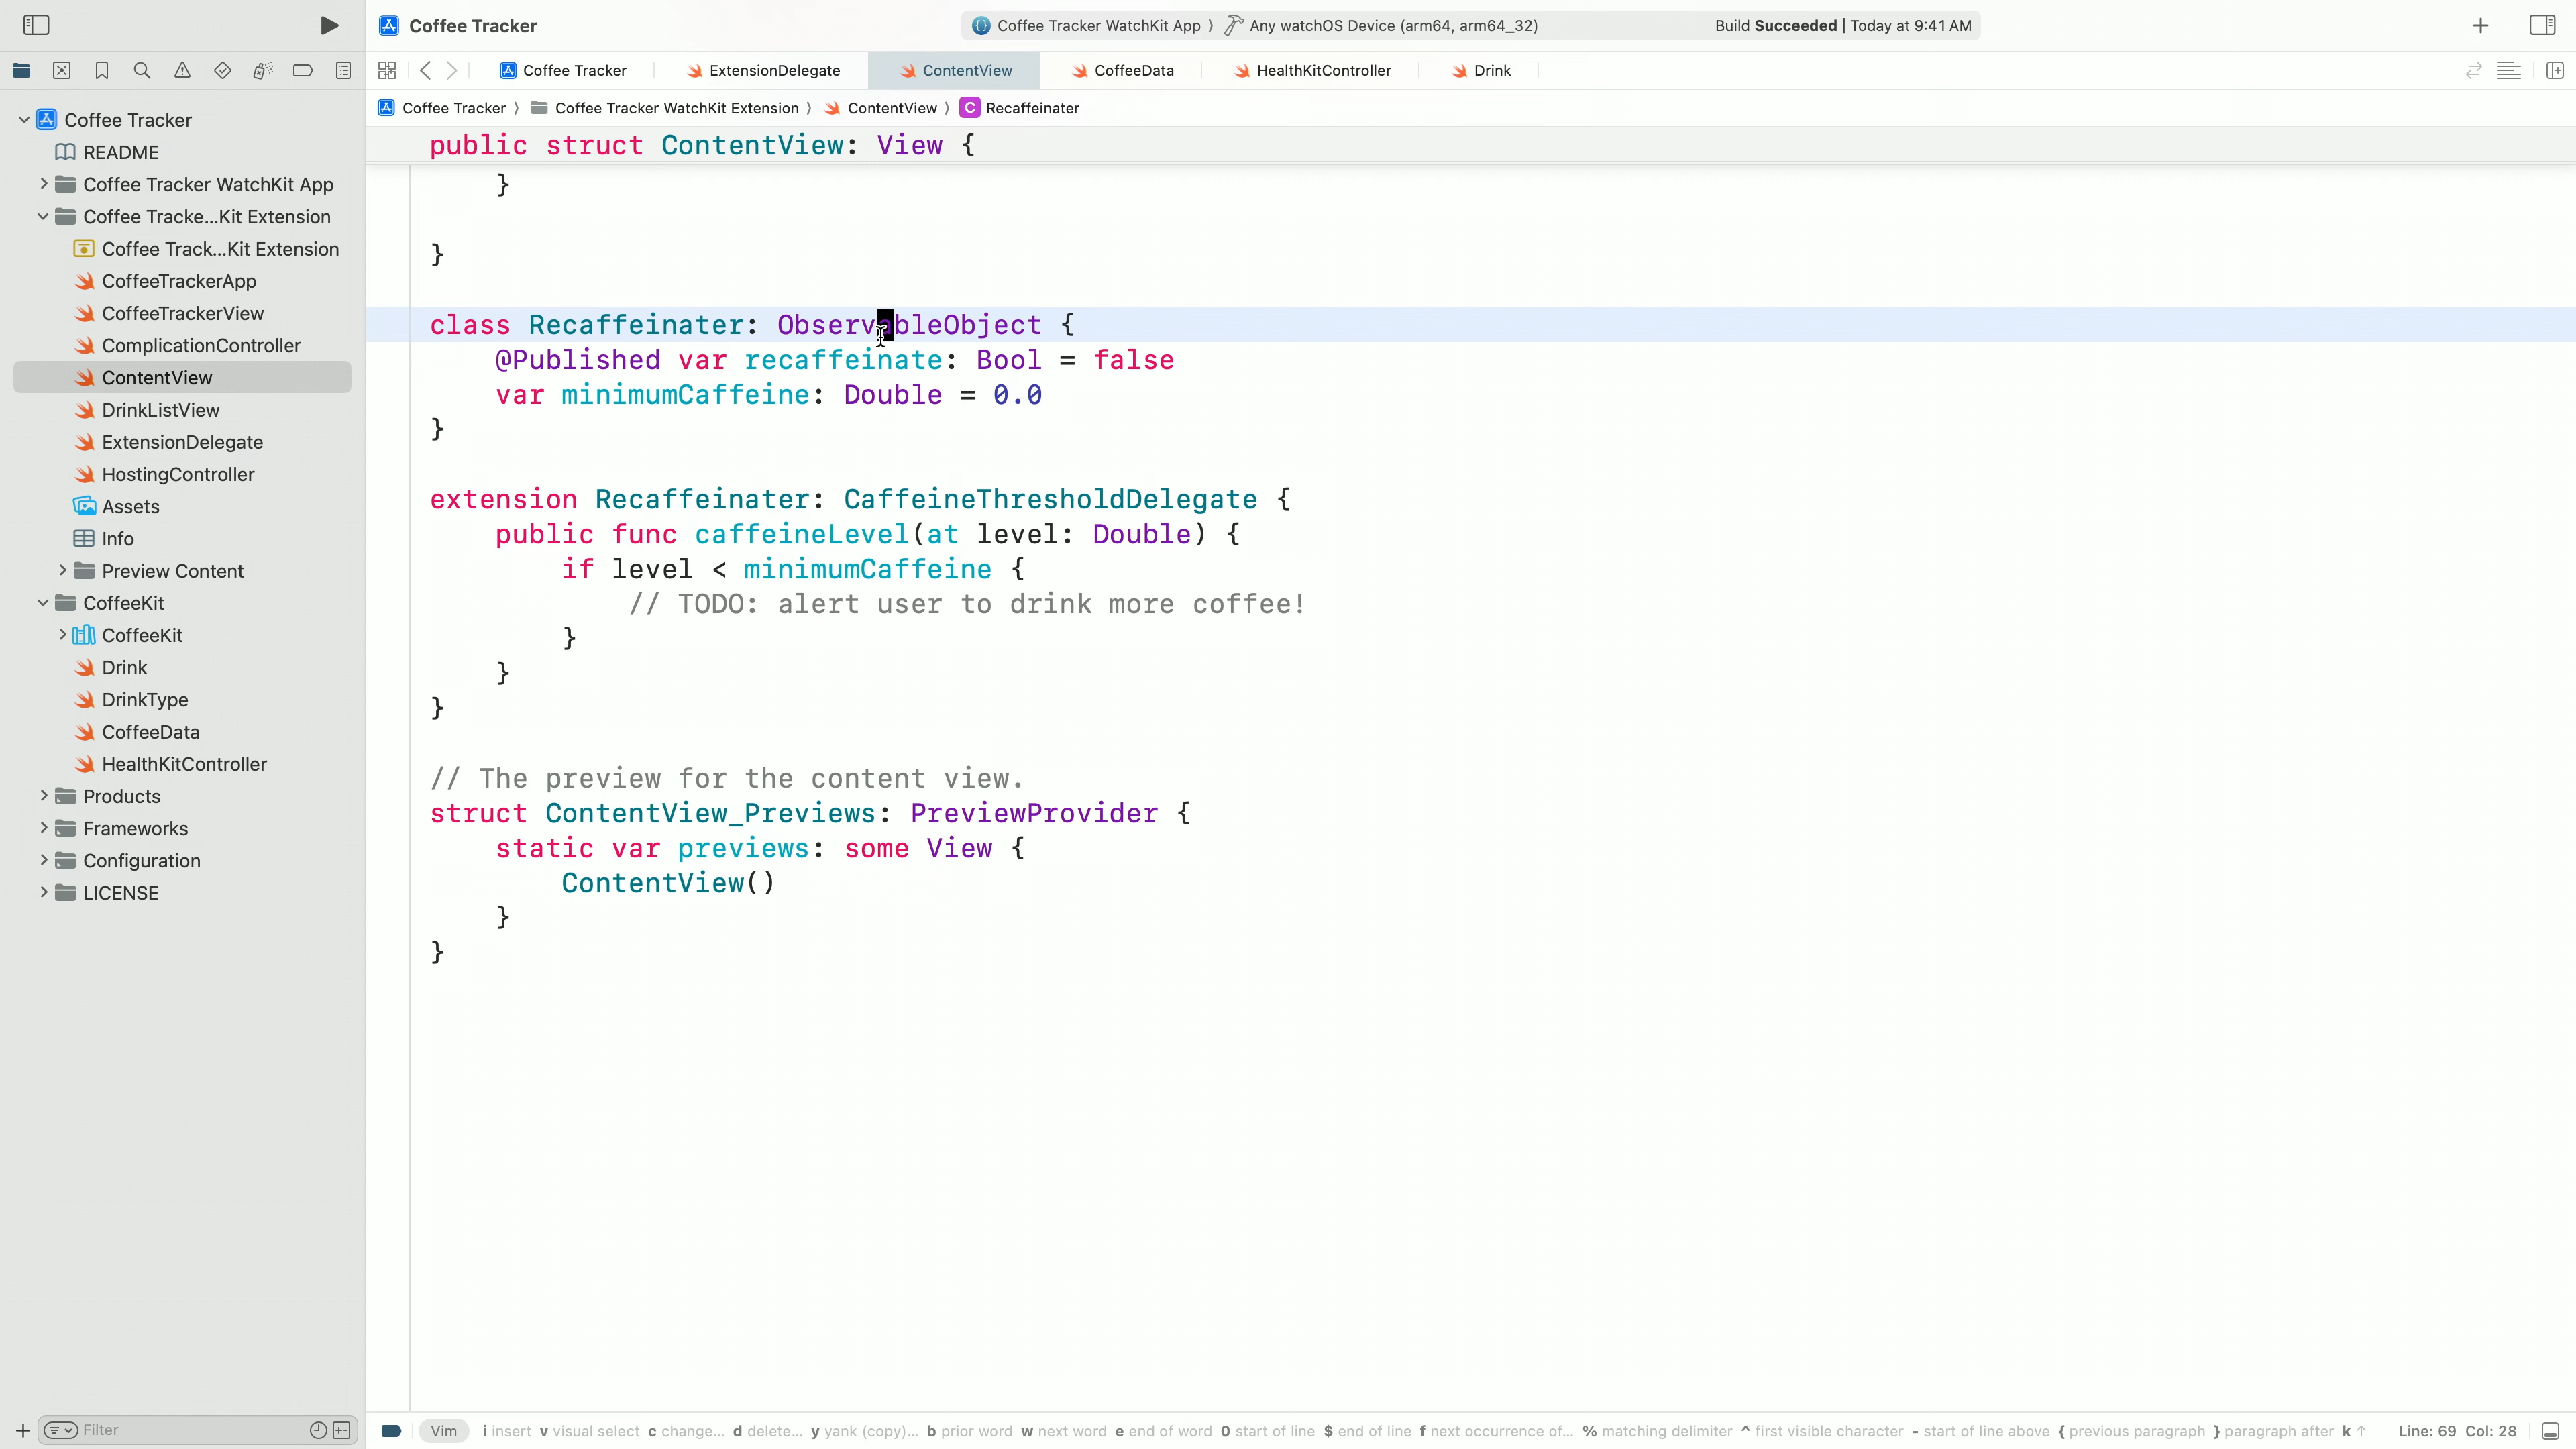 Coffee Tracker
Coffee Tracker WatchKit App ⟩ Any watchOS Device (arm64, arm64_32)
Build Succeeded | Today at 9:41 AM
Coffee Tracker
ExtensionDelegate
ContentView
CoffeeData
HealthKitController
Drink
Coffee Tracker ⟩ Coffee Tracker WatchKit Extension ⟩ ContentView ⟩ C Recaffeinater
Coffee Tracker
README
Coffee Tracker WatchKit App
Coffee Tracke...Kit Extension
Coffee Track...Kit Extension
CoffeeTrackerApp
CoffeeTrackerView
ComplicationController
ContentView
DrinkListView
ExtensionDelegate
HostingController
Assets
Info
Preview Content
CoffeeKit
CoffeeKit
Drink
DrinkType
CoffeeData
HealthKitController
Products
Frameworks
Configuration
LICENSE
Filter
public struct ContentView: View {
}
}
class Recaffeinater: ObservableObject {
@Published var recaffeinate: Bool = false
var minimumCaffeine: Double = 0.0
}
extension Recaffeinater: CaffeineThresholdDelegate {
public func caffeineLevel(at level: Double) {
if level < minimumCaffeine {
// TODO: alert user to drink more coffee!
}
}
}
// The preview for the content view.
struct ContentView_Previews: PreviewProvider {
static var previews: some View {
ContentView()
}
}
Vim i insert v visual select c change... d delete... y yank (copy)... b prior word w next word e end of word 0 start of line $ end of line f next occurrence of... % matching delimiter ^ first visible character - start of line above { previous paragraph } paragraph after k ↑ Line: 69 Col: 28